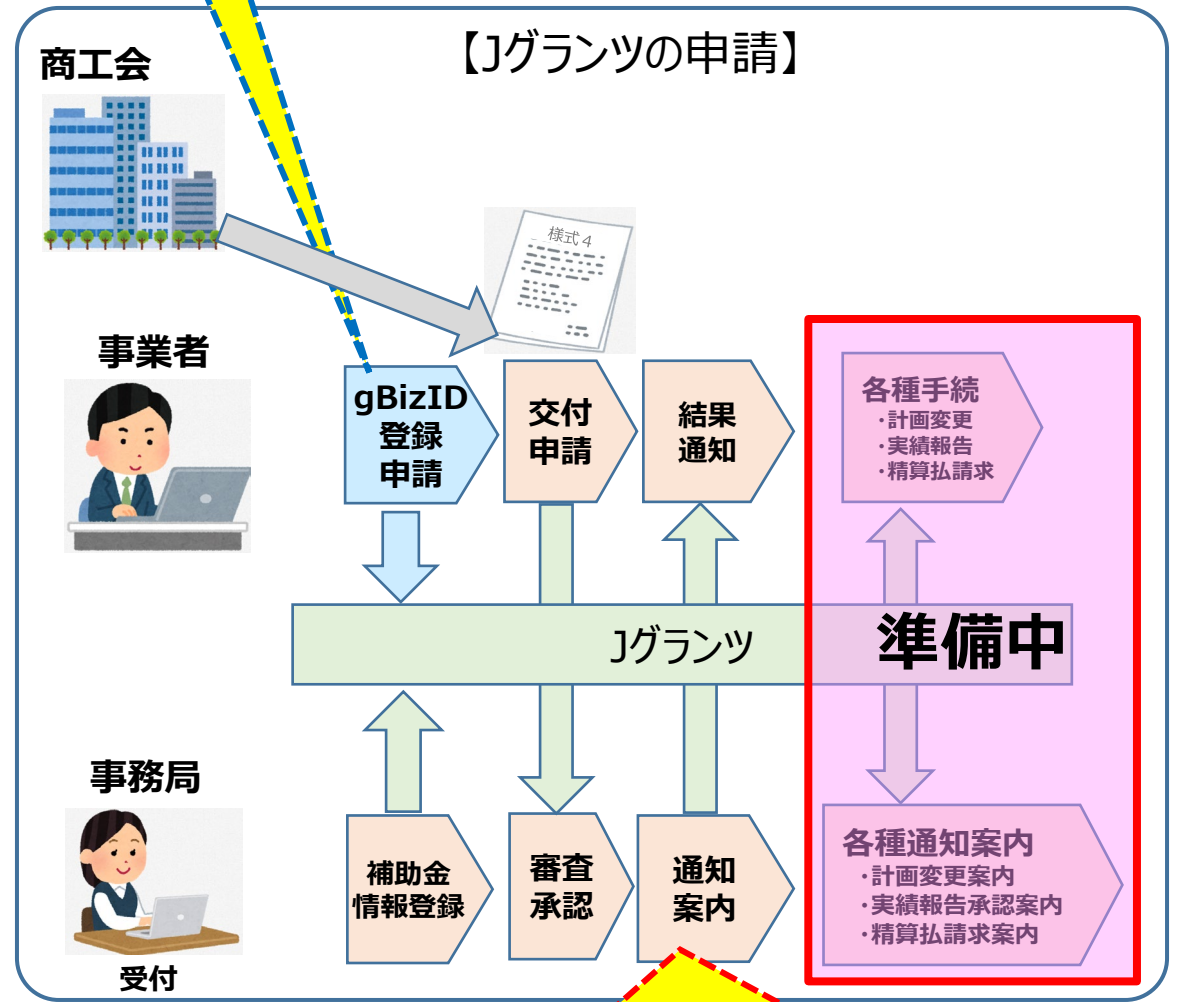 【Jグランツの申請】
商工会
様式４
事業者
gBizID
登録
申請
交付
申請
結果
通知
各種手続
・計画変更
・実績報告
・精算払請求
Jグランツ
準備中
事務局
受付
補助金
情報登録
審査
承認
通知
案内
各種通知案内
・計画変更案内
・実績報告承認案内
・精算払請求案内